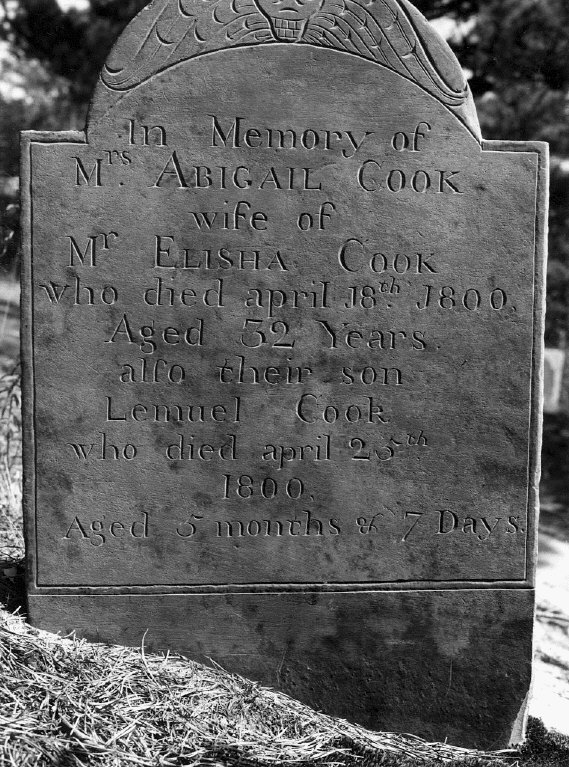 In Memory of
Mrs. ABIGAIL COOK
wife of
Mr ELISHA COOK
who died april 18th. 1800,
Aged 32 Years.
alſo their son
Lemuel Cook
who died april 25th
1800.
Aged 5 months & 7 Days.